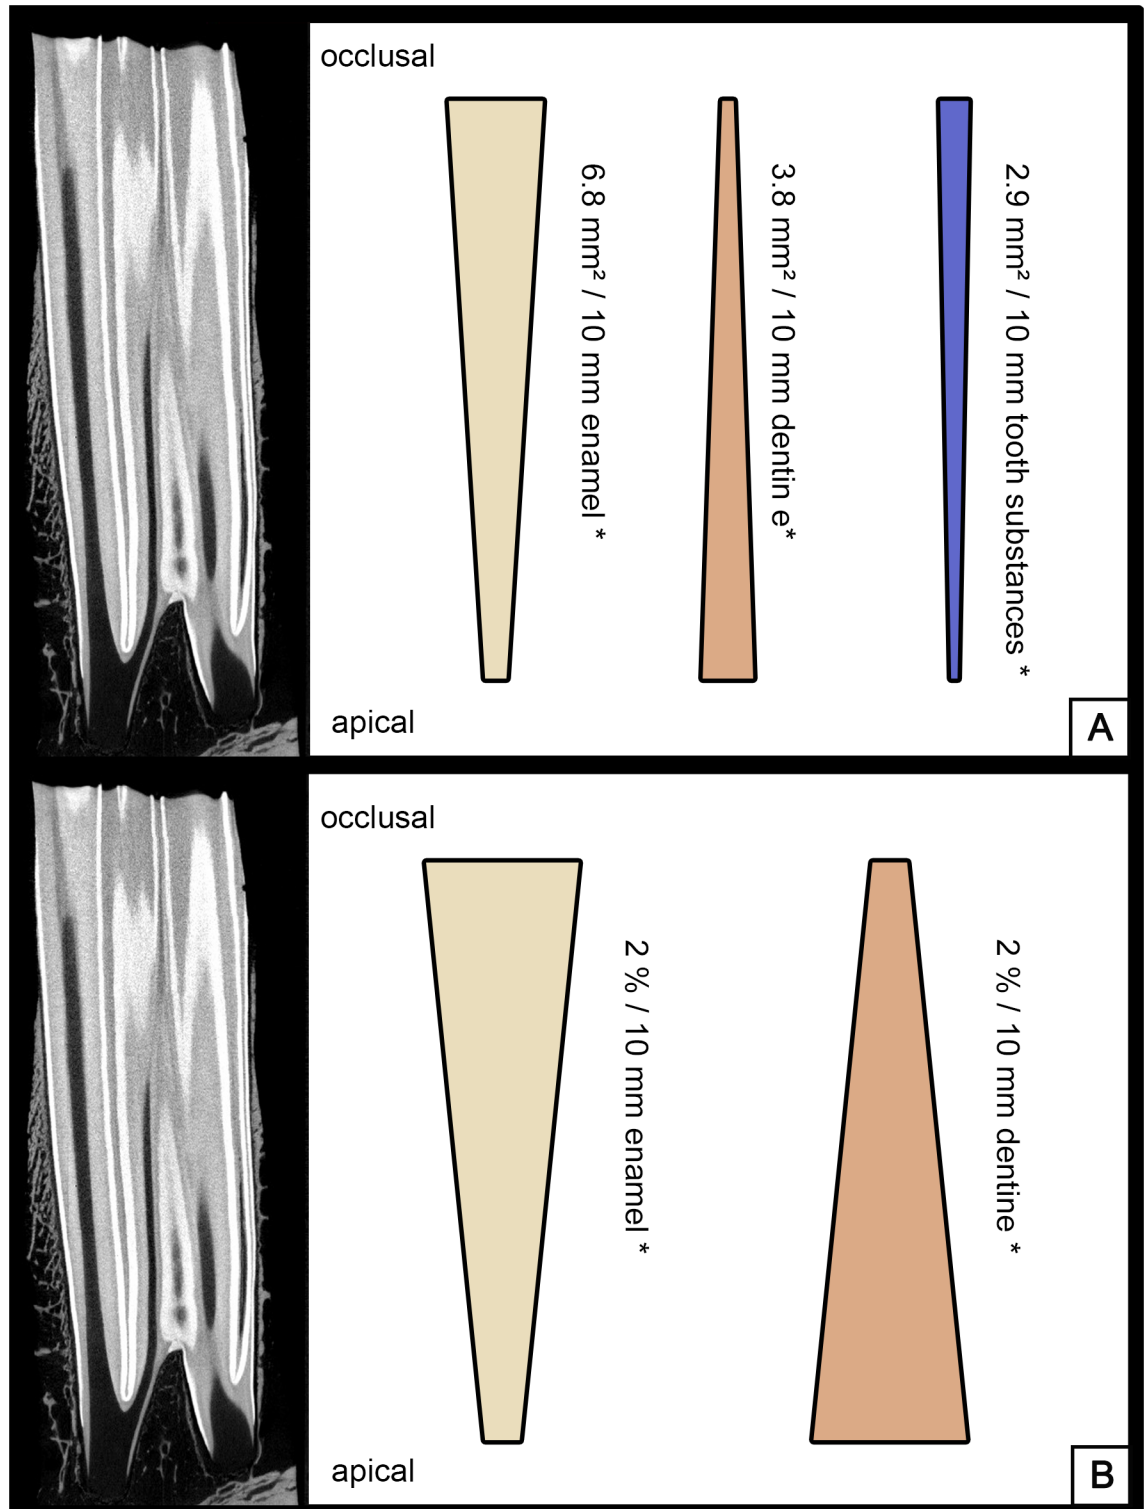 occlusal
6.8 mm² / 10 mm enamel *
3.8 mm² / 10 mm dentin e*
2.9 mm² / 10 mm tooth substances *
apical
A
occlusal
2 % / 10 mm enamel *
2 % / 10 mm dentine *
apical
B